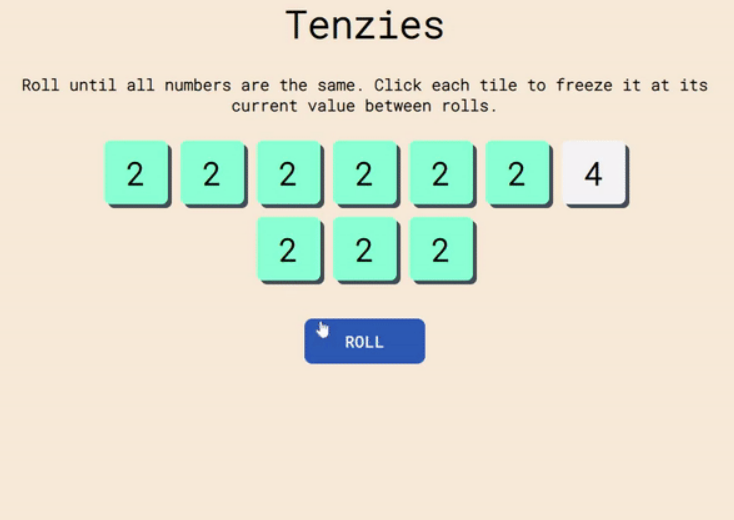 Tenzies
Roll until all numbers are the same. Click each tile to freeze it at its
current value between rolls.
2 2 2 2 2 2 4
2 2 2
ROLL